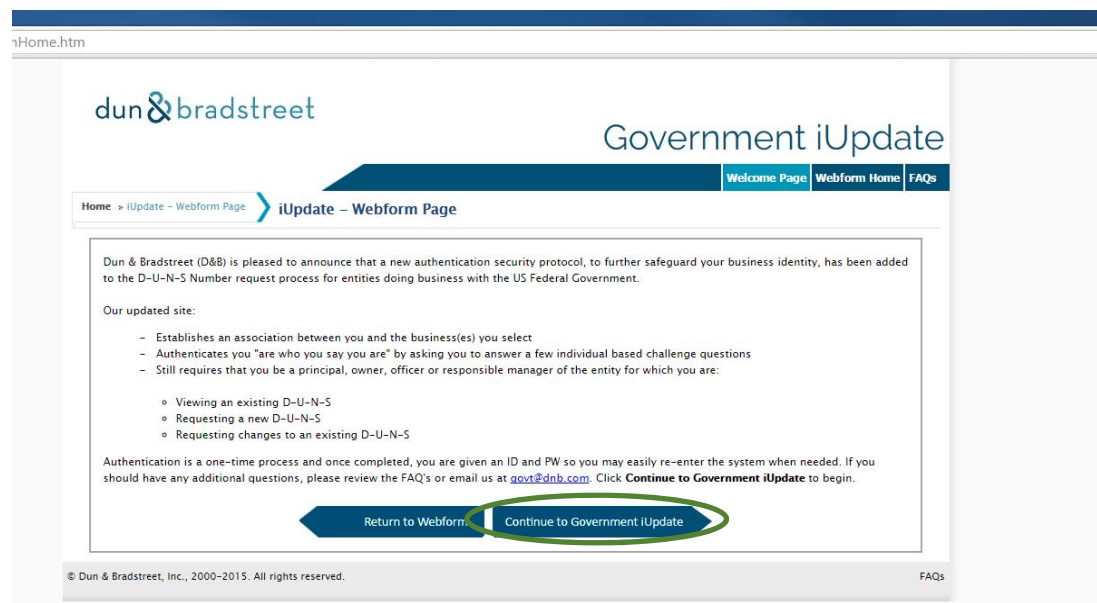 nHome.htm
dun & bradstreet
Government iUpdate
Welcome Page Webform Home FAQs
Home » iUpdate – Webform Page iUpdate – Webform Page
Dun & Bradstreet (D&B) is pleased to announce that a new authentication security protocol, to further safeguard your business identity, has been added
to the D-U-N-S Number request process for entities doing business with the US Federal Government.
Our updated site:
– Establishes an association between you and the business(es) you select
– Authenticates you "are who you say you are" by asking you to answer a few individual based challenge questions
– Still requires that you be a principal, owner, officer or responsible manager of the entity for which you are:
◦ Viewing an existing D-U-N-S
◦ Requesting a new D-U-N-S
◦ Requesting changes to an existing D-U-N-S
Authentication is a one-time process and once completed, you are given an ID and PW so you may easily re-enter the system when needed. If you
should have any additional questions, please review the FAQ's or email us at govt@dnb.com. Click Continue to Government iUpdate to begin.
Return to Webform Continue to Government iUpdate
© Dun & Bradstreet, Inc., 2000-2015. All rights reserved. FAQs